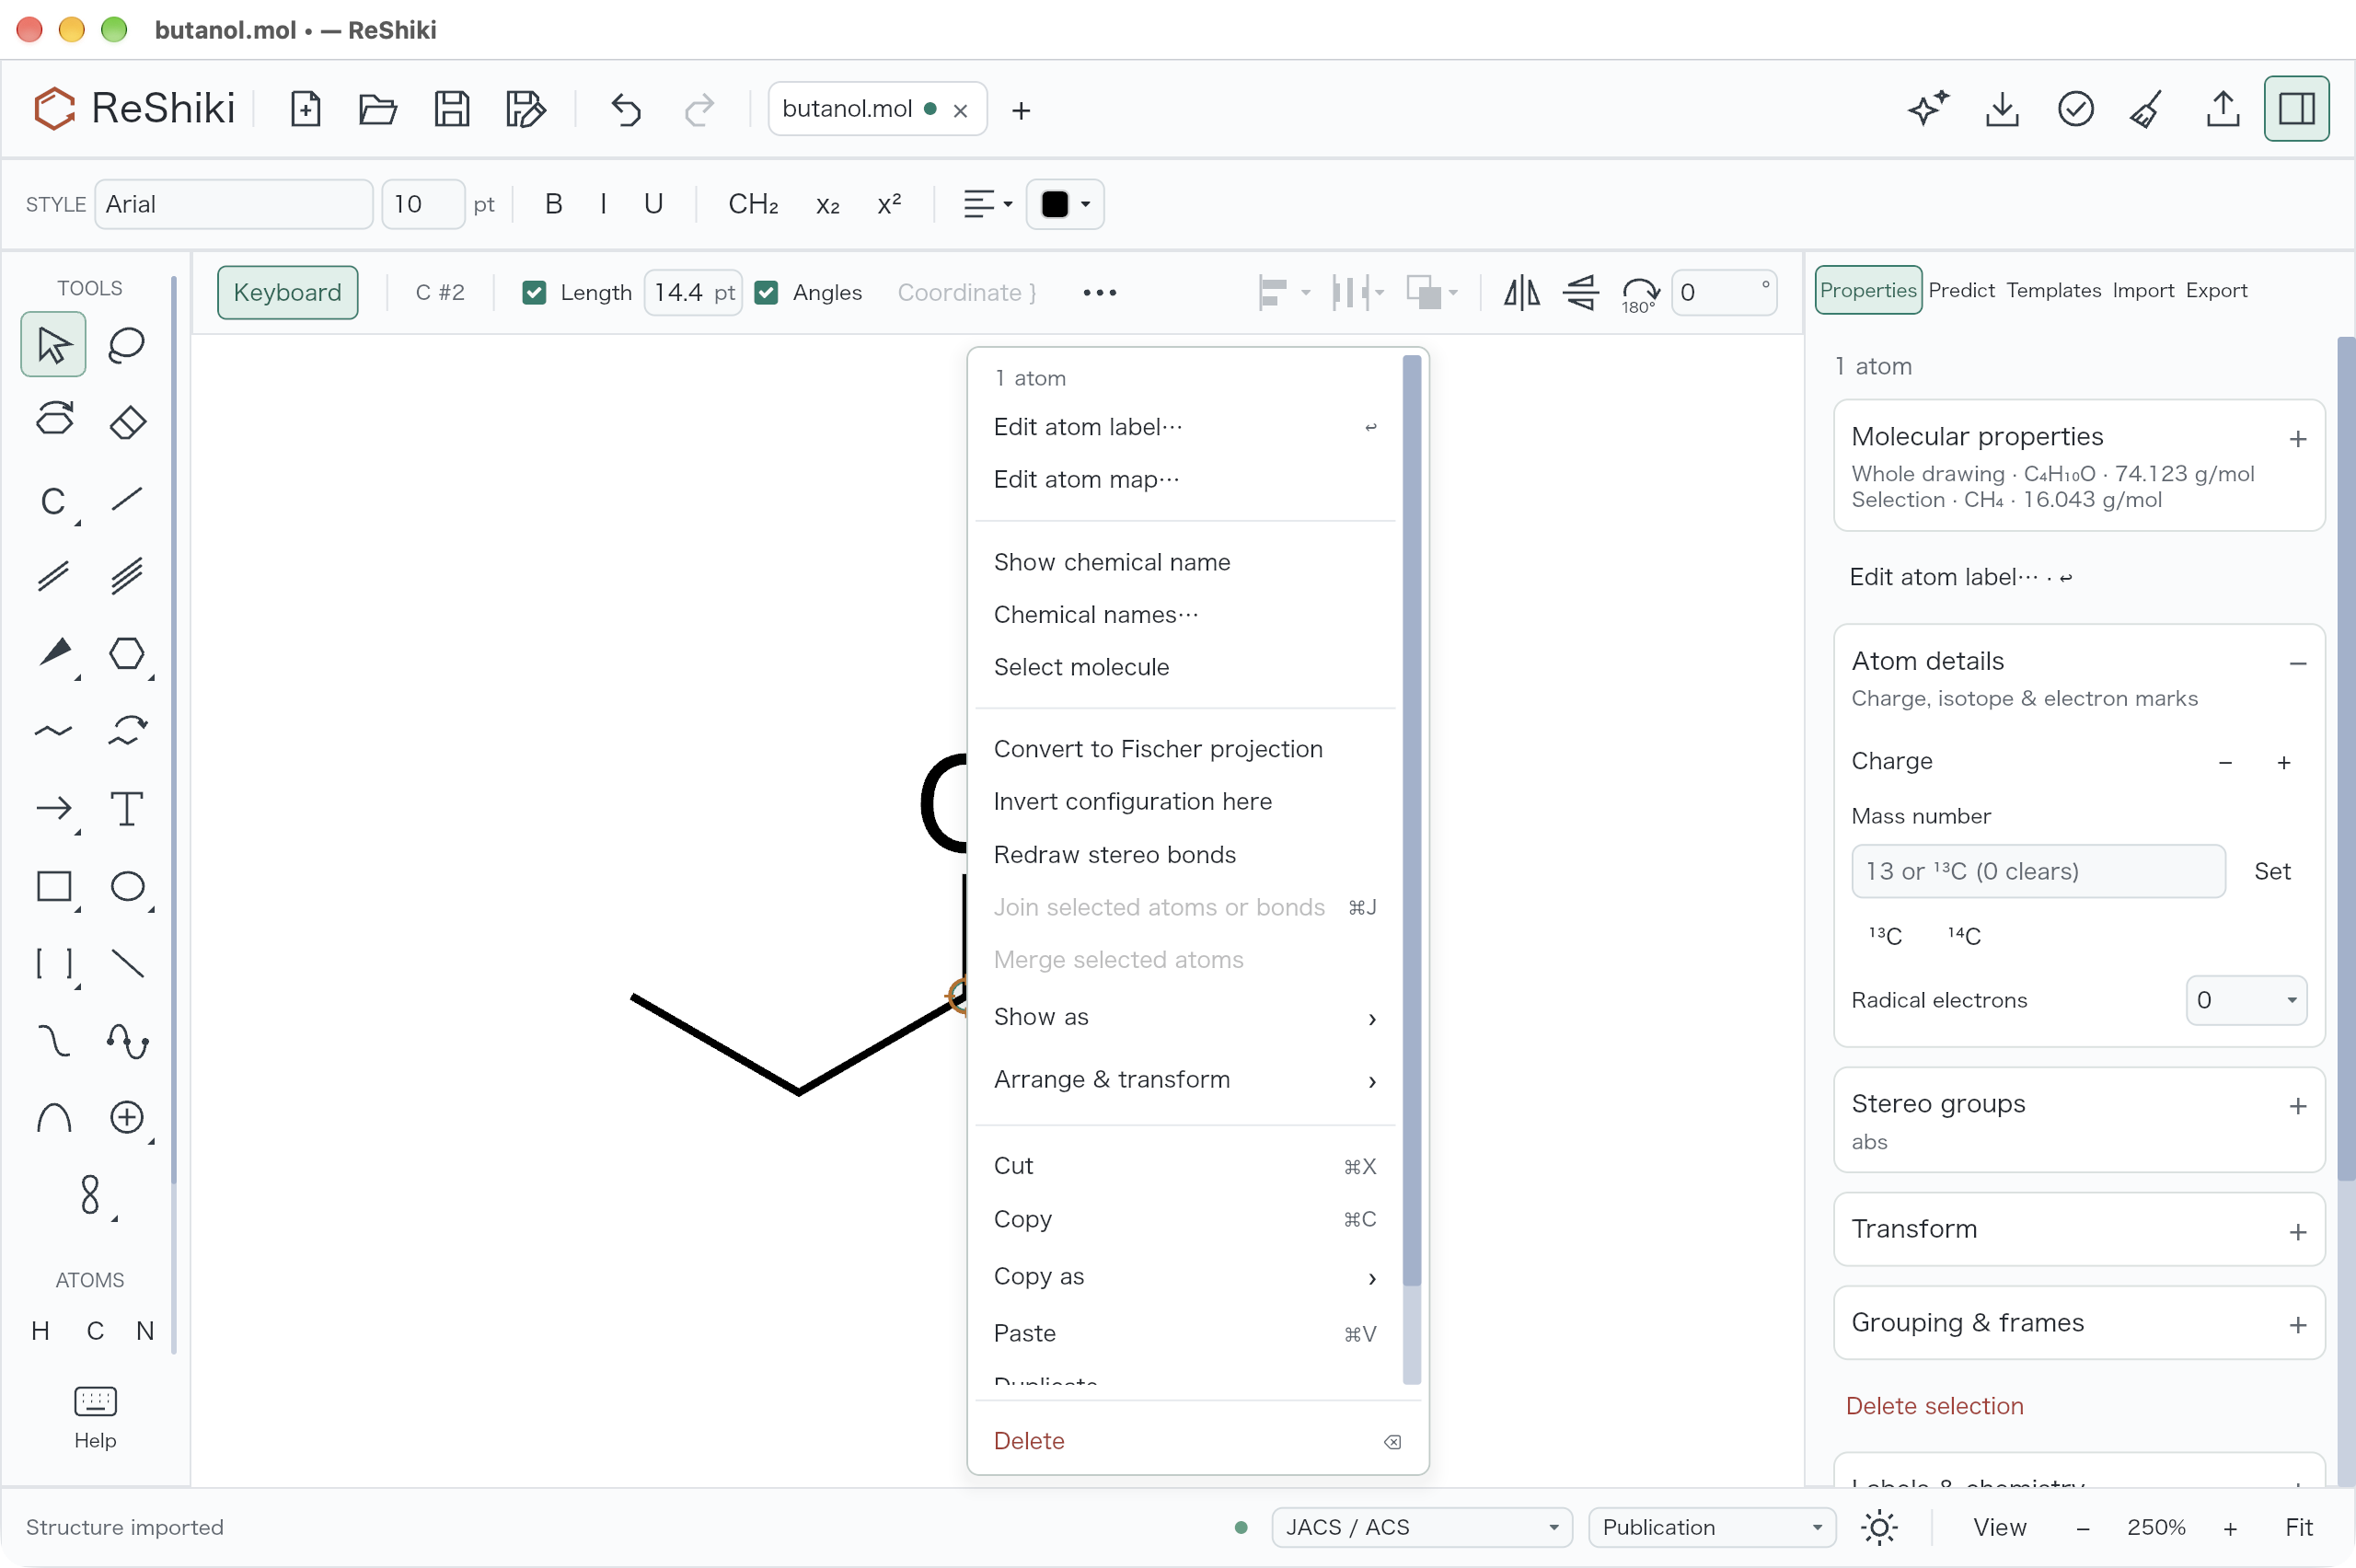 butanol.mol • — ReShiki
ReShiki
butanol.mol ● × +
STYLE Arial 10 pt B I U CH₂ x₂ x²
TOOLS
Keyboard C #2 Length 14.4 pt Angles Coordinate } ••• 180° 0 °
Properties Predict Templates Import Export
C
T
[ ]
ATOMS
H C N
Help
1 atom
Edit atom label⋯ ↩
Edit atom map⋯
Show chemical name
Chemical names⋯
Select molecule
Convert to Fischer projection
Invert configuration here
Redraw stereo bonds
Join selected atoms or bonds ⌘J
Merge selected atoms
Show as ›
Arrange & transform ›
Cut ⌘X
Copy ⌘C
Copy as ›
Paste ⌘V
Duplicate
Delete ⌫
1 atom
Molecular properties +
Whole drawing · C₄H₁₀O · 74.123 g/mol
Selection · CH₄ · 16.043 g/mol
Edit atom label⋯ · ↩
Atom details −
Charge, isotope & electron marks
Charge − +
Mass number
13 or ¹³C (0 clears) Set
¹³C ¹⁴C
Radical electrons 0
Stereo groups +
abs
Transform +
Grouping & frames +
Delete selection
Labels & chemistry +
Structure imported
JACS / ACS Publication View − 250% + Fit